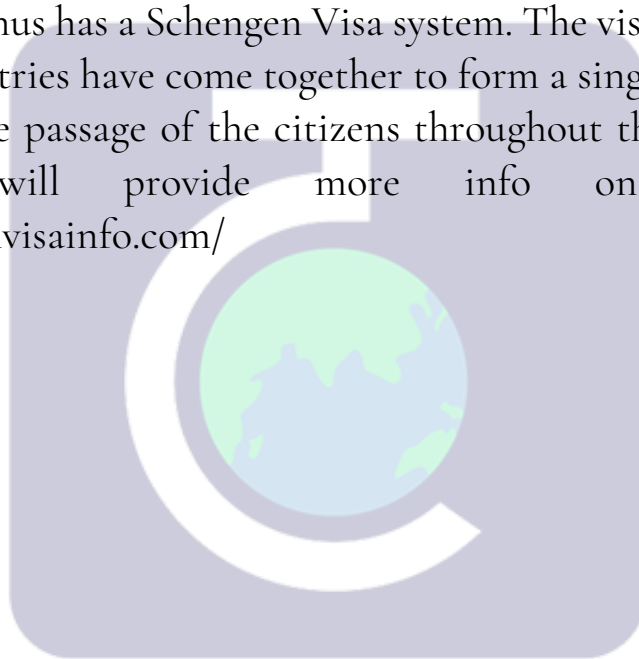 nus has a Schengen Visa system. The vis
tries have come together to form a sing
e passage of the citizens throughout th
will provide more info on
visainfo.com/